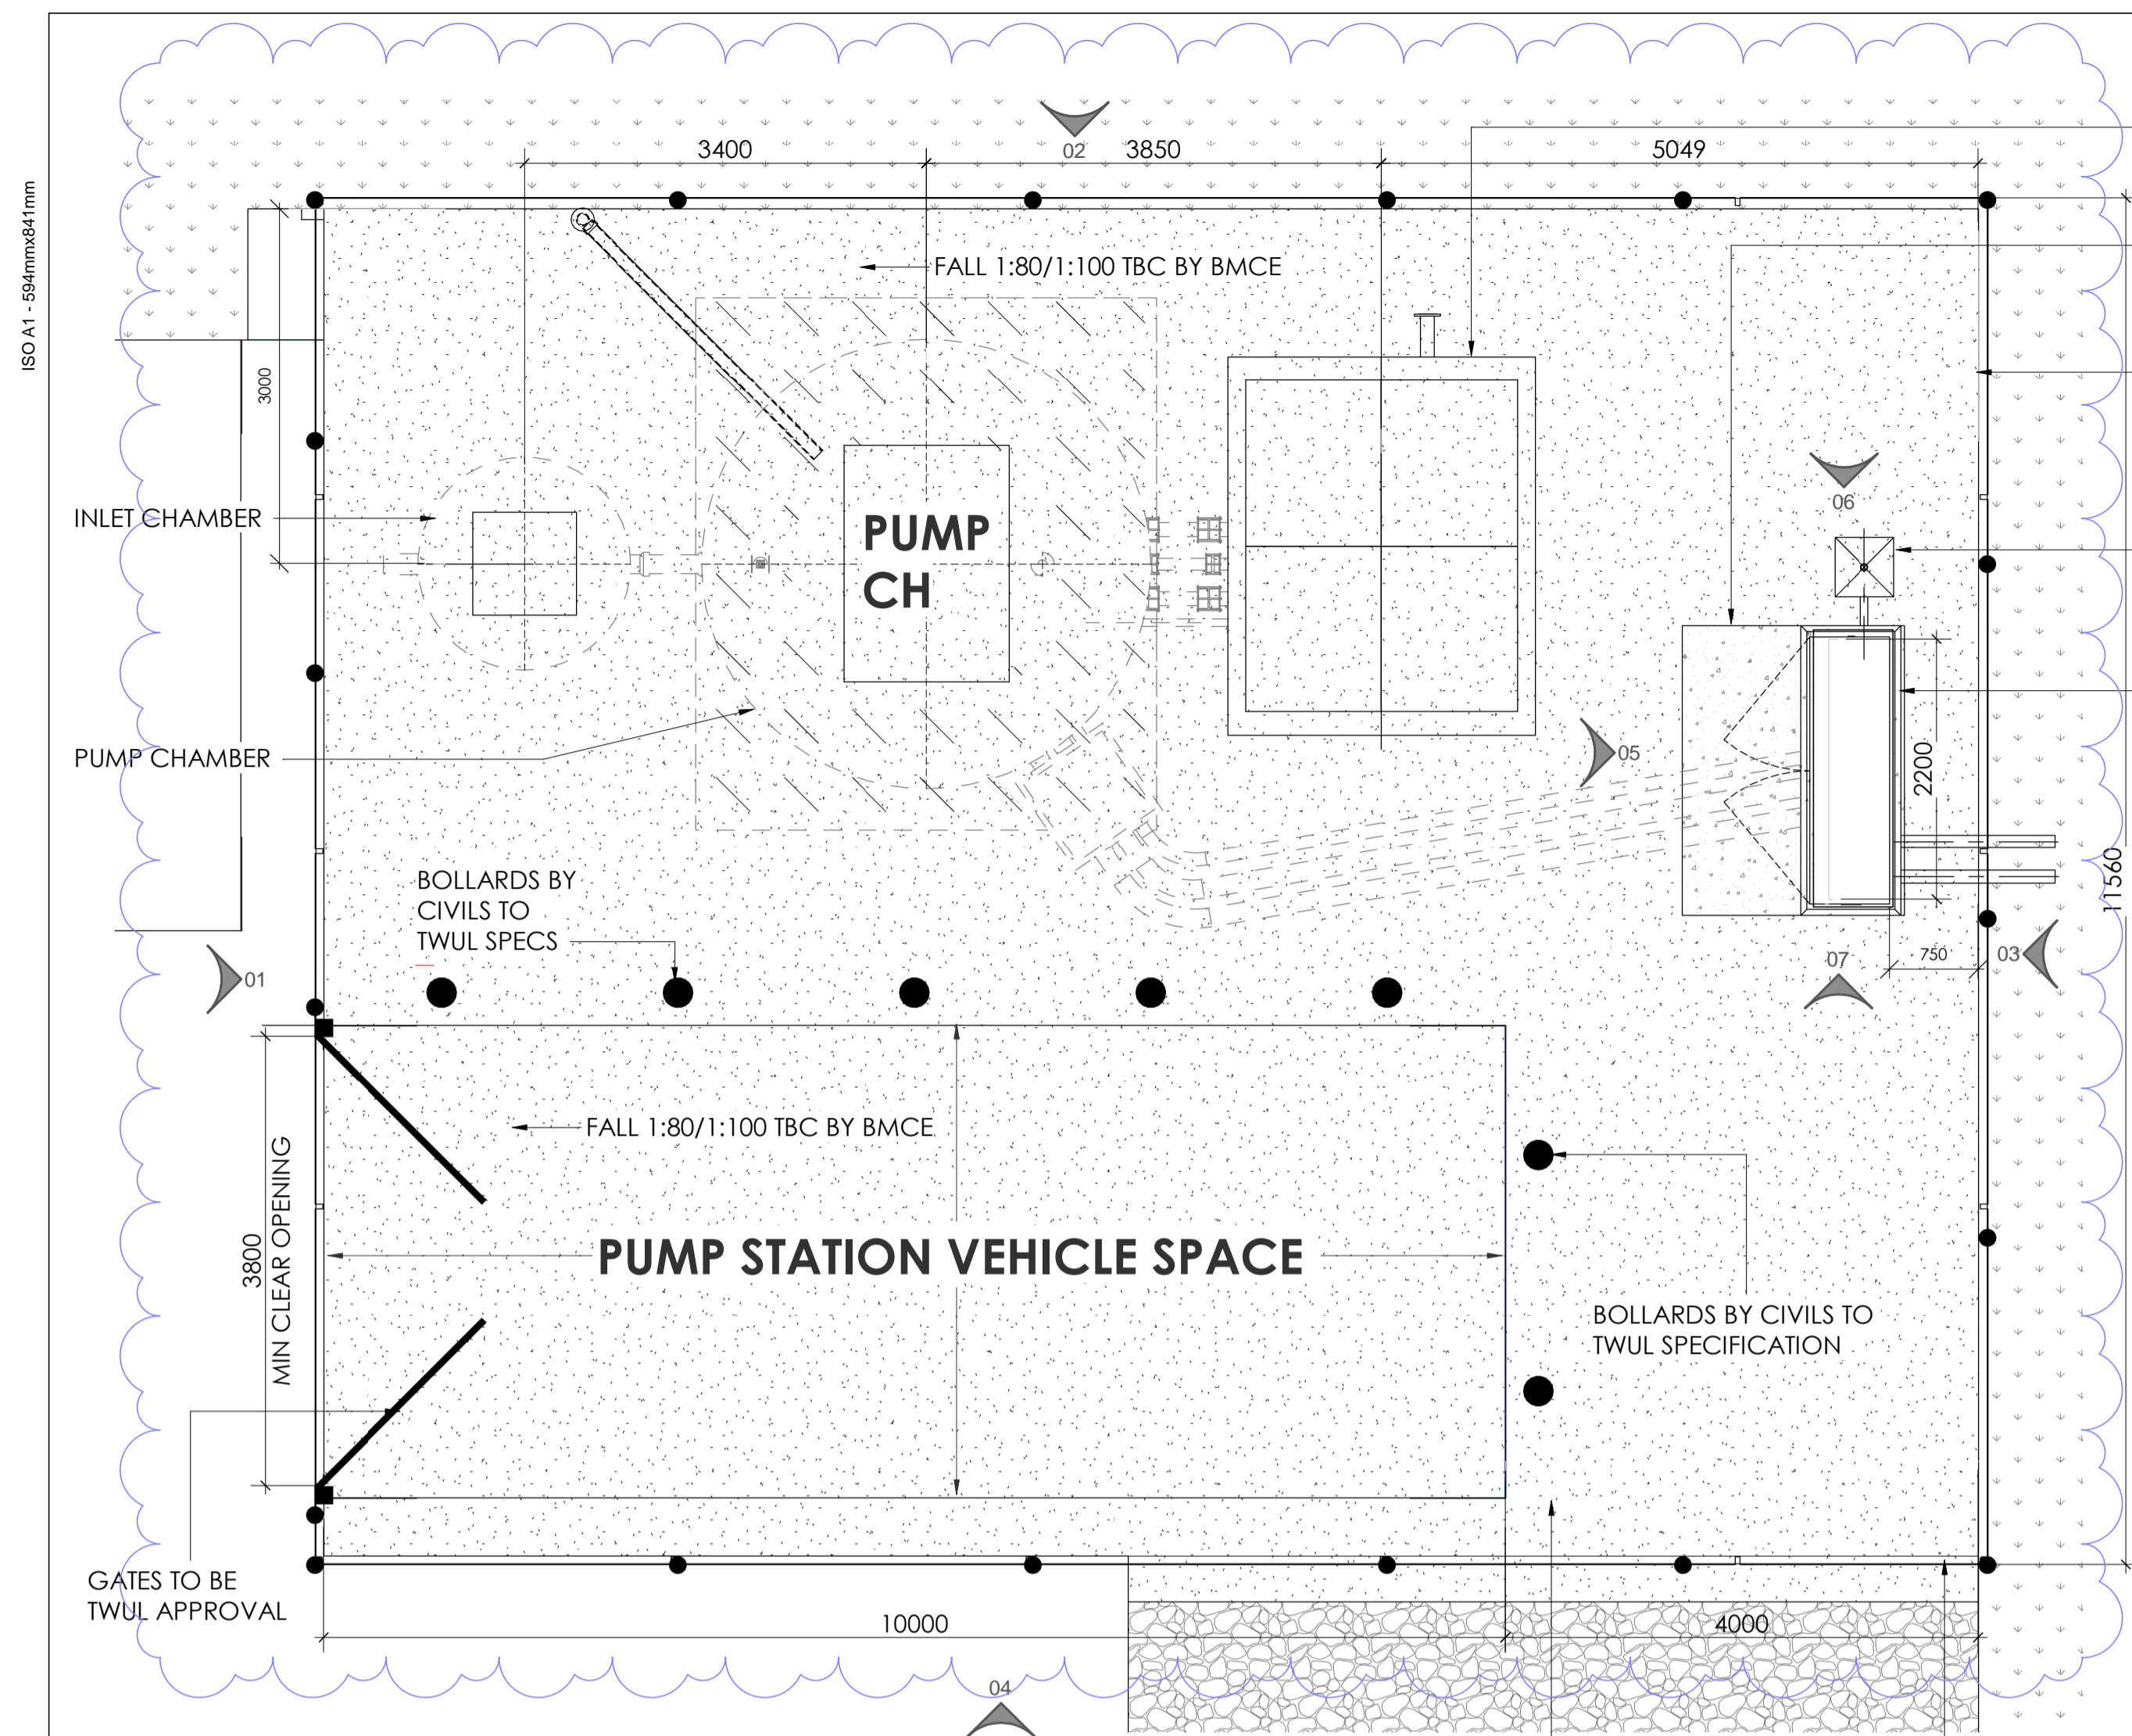 ISO A1 - 594mmx841mm
3400
02
3850
5049
FALL 1:80/1:100 TBC BY BMCE
3000
06
INLET CHAMBER
PUMP
CH
PUMP CHAMBER
05
2200
11560
BOLLARDS BY
CIVILS TO
TWUL SPECS
01
07
750
03
FALL 1:80/1:100 TBC BY BMCE
3800
MIN CLEAR OPENING
PUMP STATION VEHICLE SPACE
BOLLARDS BY CIVILS TO
TWUL SPECIFICATION
GATES TO BE
TWUL APPROVAL
10000
4000
04